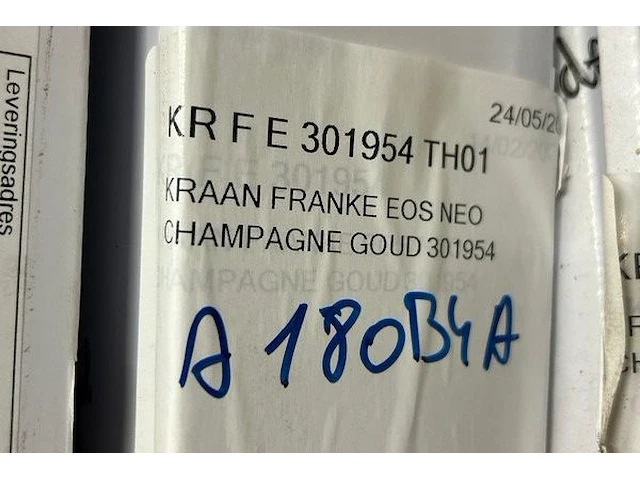 Leveringsadres
24/05/20
KR F E 301954 TH01
KRAAN FRANKE EOS NEO
CHAMPAGNE GOUD 301954
A 180B4A